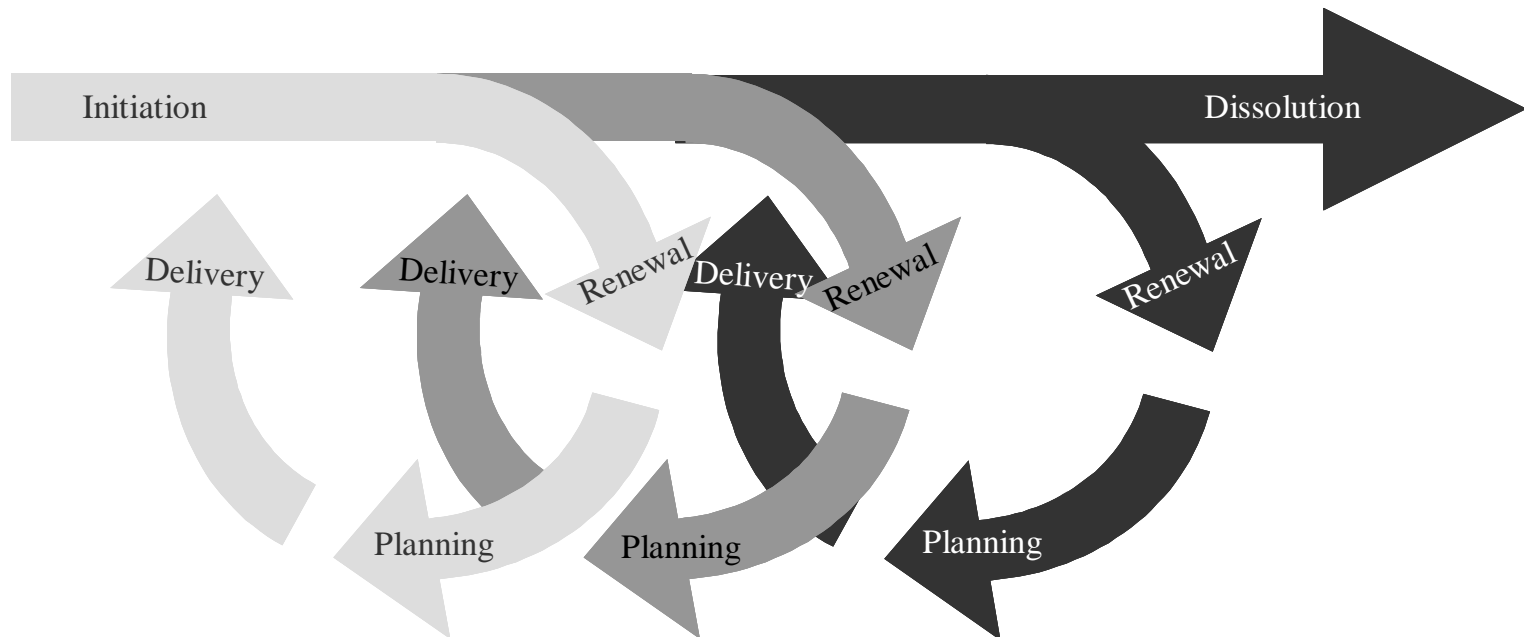 Initiation
Dissolution
Delivery
Delivery
Renewal
Delivery
Renewal
Renewal
Planning
Planning
Planning